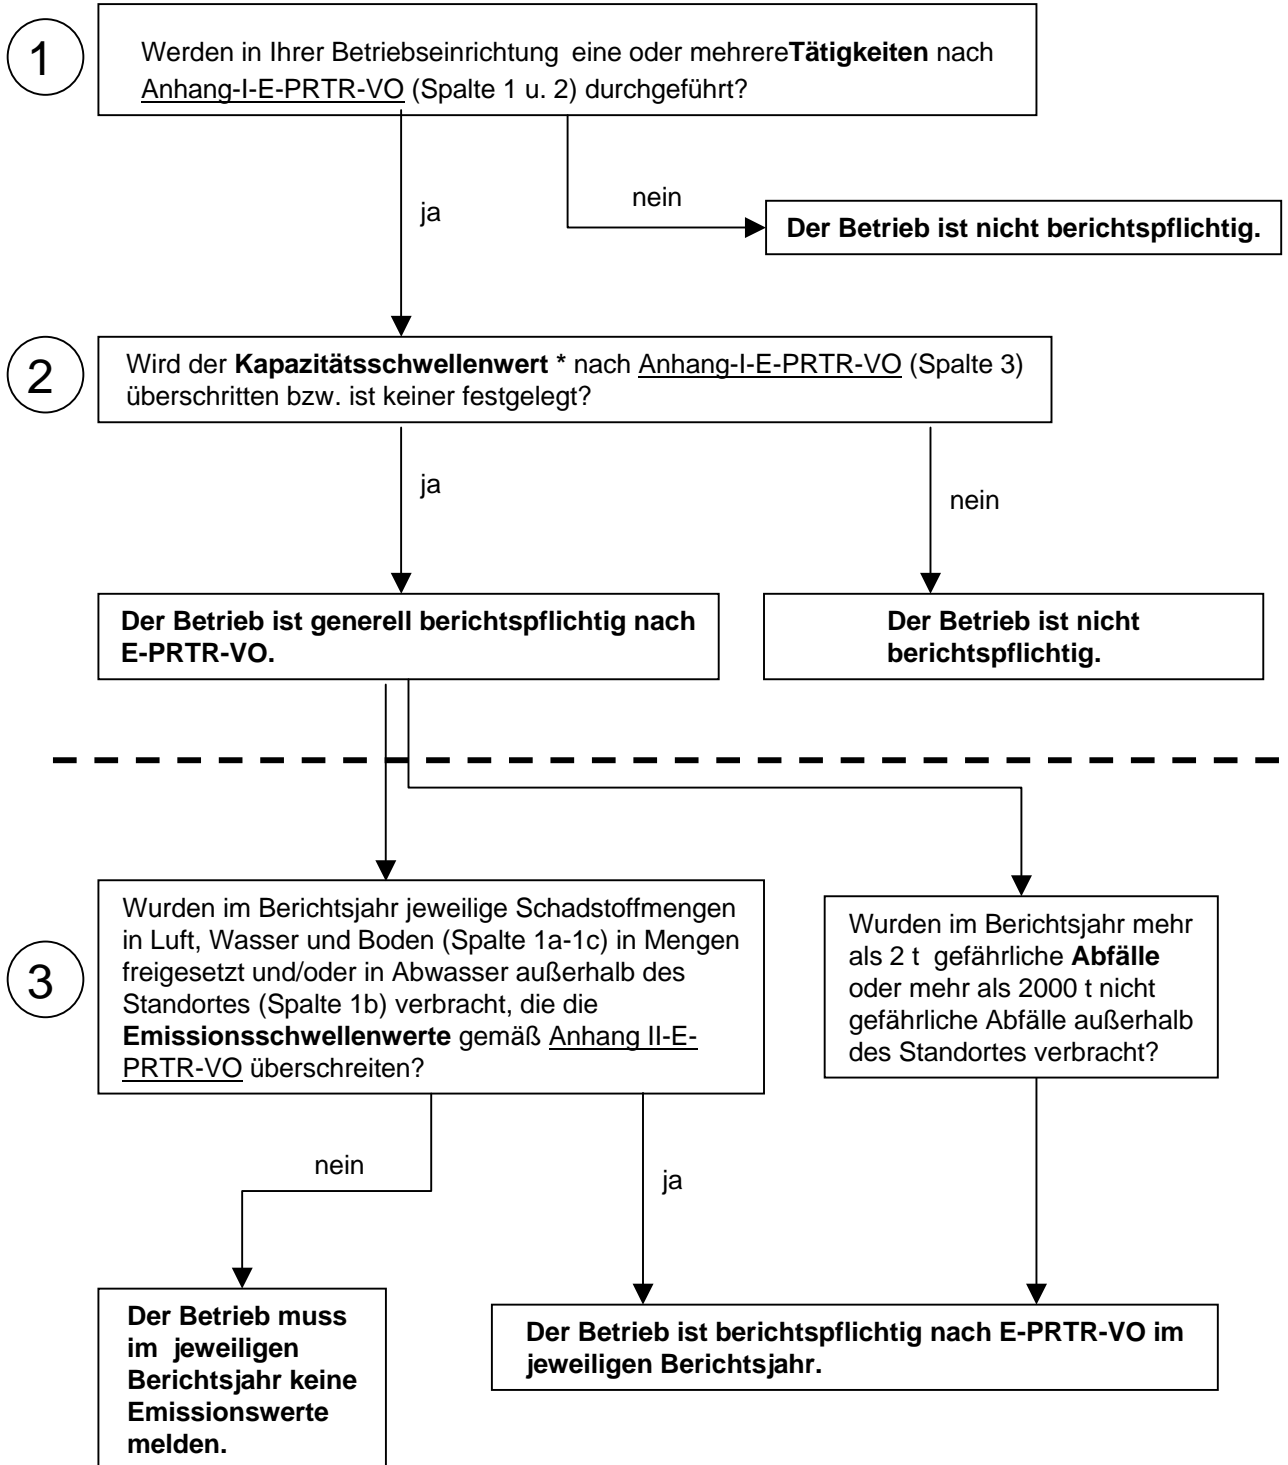 1
Werden in Ihrer Betriebseinrichtung eine oder mehrereTätigkeiten nach
Anhang-I-E-PRTR-VO (Spalte 1 u. 2) durchgeführt?
ja
nein
Der Betrieb ist nicht berichtspflichtig.
2
Wird der Kapazitätsschwellenwert * nach Anhang-I-E-PRTR-VO (Spalte 3)
überschritten bzw. ist keiner festgelegt?
ja
nein
Der Betrieb ist generell berichtspflichtig nach
E-PRTR-VO.
Der Betrieb ist nicht
berichtspflichtig.
3
Wurden im Berichtsjahr jeweilige Schadstoffmengen
in Luft, Wasser und Boden (Spalte 1a-1c) in Mengen
freigesetzt und/oder in Abwasser außerhalb des
Standortes (Spalte 1b) verbracht, die die
Emissionsschwellenwerte gemäß Anhang II-E-
PRTR-VO überschreiten?
Wurden im Berichtsjahr mehr
als 2 t gefährliche Abfälle
oder mehr als 2000 t nicht
gefährliche Abfälle außerhalb
des Standortes verbracht?
nein
ja
Der Betrieb muss
im jeweiligen
Berichtsjahr keine
Emissionswerte
melden.
Der Betrieb ist berichtspflichtig nach E-PRTR-VO im
jeweiligen Berichtsjahr.